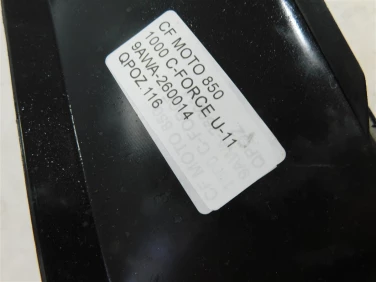 CF MOTO 850
1000 C-FORCE U-11
9AWA-260014
QPOZ.116